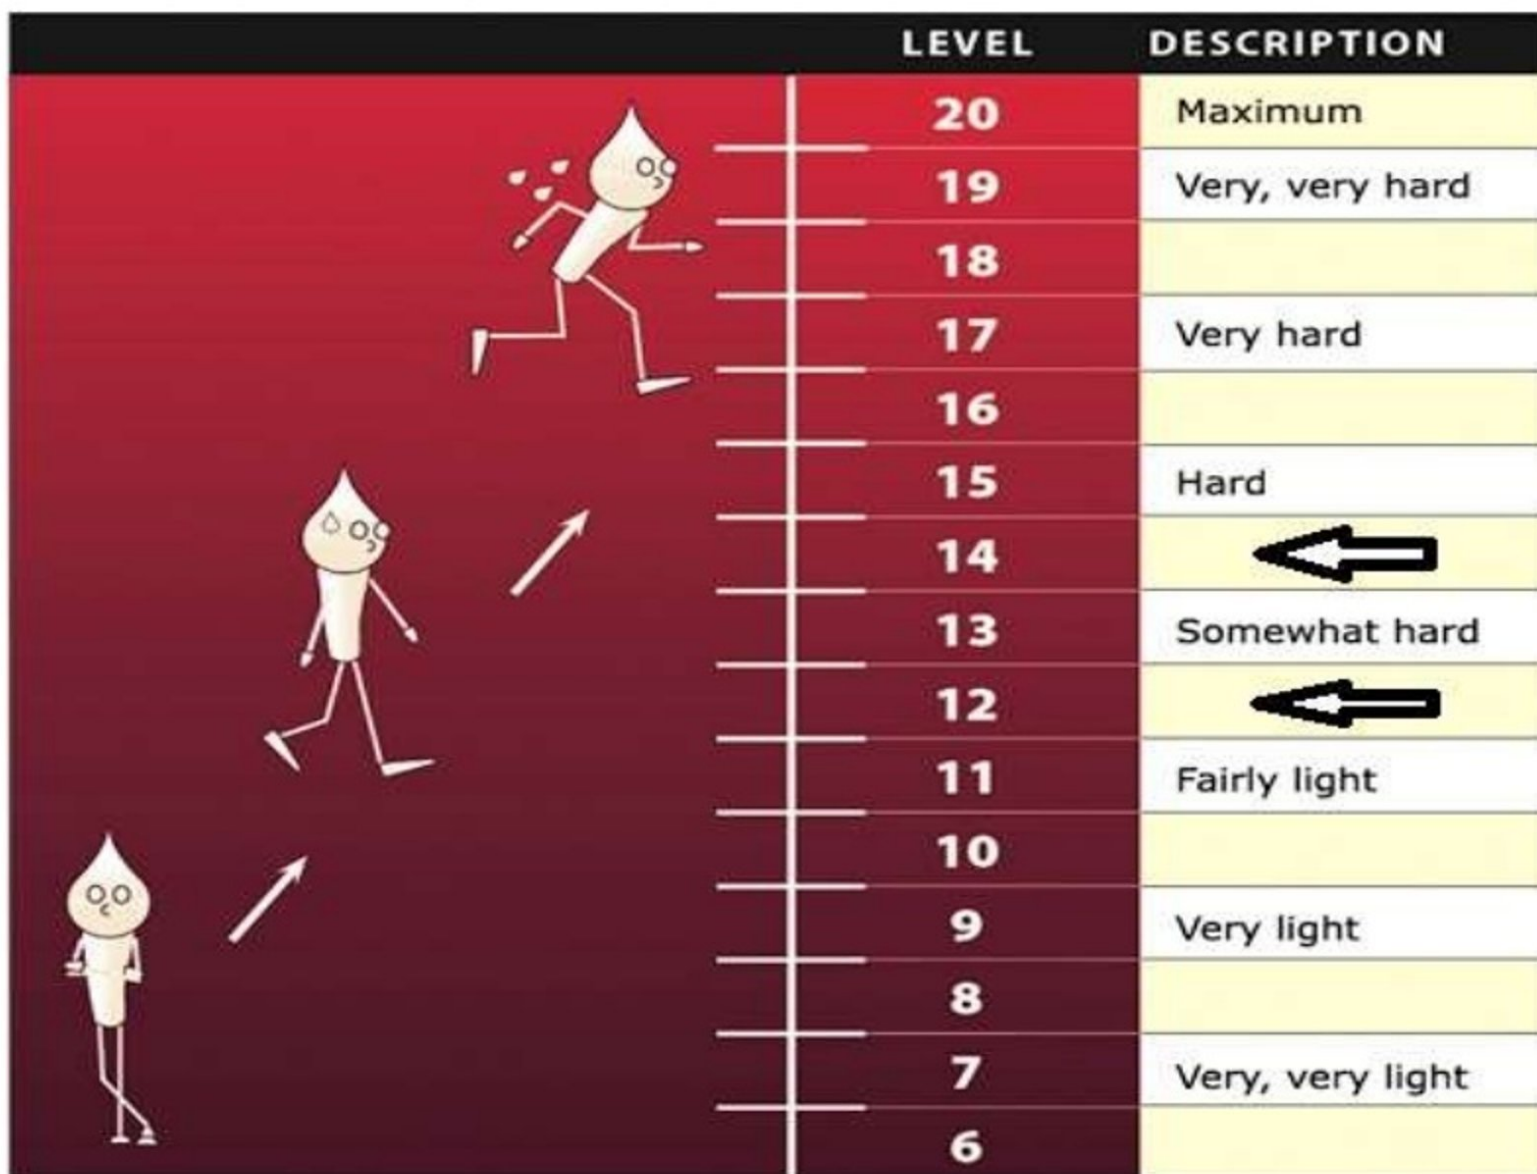 LEVEL DESCRIPTION
20 Maximum
19 Very, very hard
18
17 Very hard
16
15 Hard
14
13 Somewhat hard
12
11 Fairly light
10
9 Very light
8
7 Very, very light
6